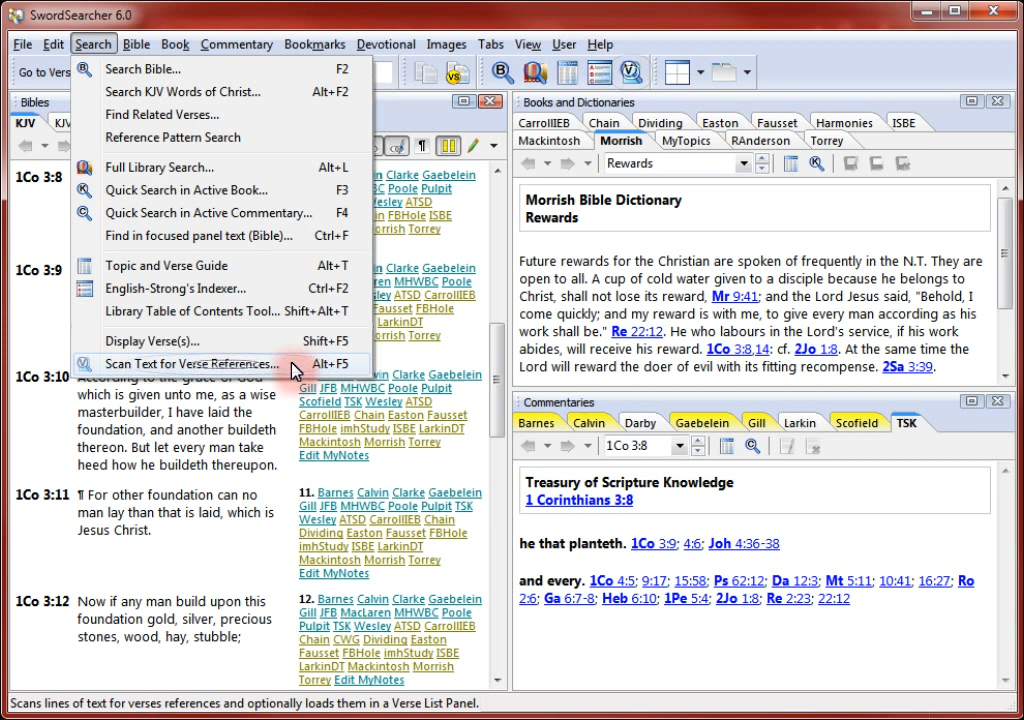 SwordSearcher 6.0
File Edit Search Bible Book Commentary Bookmarks Devotional Images Tabs View User Help
Go to Vers
Search Bible... F2
Search KJV Words of Christ... Alt+F2
Find Related Verses...
Reference Pattern Search
Full Library Search... Alt+L
Quick Search in Active Book... F3
Quick Search in Active Commentary... F4
Find in focused panel text (Bible)... Ctrl+F
Topic and Verse Guide Alt+T
English-Strong's Indexer... Ctrl+F2
Library Table of Contents Tool... Shift+Alt+T
Display Verse(s)... Shift+F5
Scan Text for Verse References... Alt+F5
Bibles
KJV KJV
1Co 3:8
Clarke Gaebelein
MHWBC Poole Pulpit
Wesley ATSD
FBHole ISBE
Morrish Torrey
1Co 3:9
Clarke Gaebelein
MHWBC Poole
ATSD CarrollIEB
LarkinDT
Torrey
1Co 3:10 According to the grace of God
which is given unto me, as a wise
masterbuilder, I have laid the
foundation, and another buildeth
thereon. But let every man take
heed how he buildeth thereupon.
Clarke Gaebelein
Gill JFB MHWBC Poole Pulpit
Scofield TSK Wesley ATSD
CarrollIEB Chain Easton Fausset
FBHole imhStudy ISBE LarkinDT
Mackintosh Morrish Torrey
Edit MyNotes
1Co 3:11 ¶ For other foundation can no
man lay than that is laid, which is
Jesus Christ.
11. Barnes Calvin Clarke Gaebelein
Gill JFB MHWBC Poole Pulpit TSK
Wesley ATSD CarrollIEB Chain
Dividing Easton Fausset FBHole
imhStudy ISBE LarkinDT
Mackintosh Morrish Torrey
Edit MyNotes
1Co 3:12 Now if any man build upon this
foundation gold, silver, precious
stones, wood, hay, stubble;
12. Barnes Calvin Clarke Gaebelein
Gill JFB MacLaren MHWBC Poole
Pulpit TSK Wesley ATSD CarrollIEB
Chain CWG Dividing Easton
Fausset FBHole imhStudy ISBE
LarkinDT Mackintosh Morrish
Torrey Edit MyNotes
Books and Dictionaries
CarrollIEB Chain Dividing Easton Fausset Harmonies ISBE
Mackintosh Morrish MyTopics RAnderson Torrey
Rewards
Morrish Bible Dictionary
Rewards
Future rewards for the Christian are spoken of frequently in the N.T. They are
open to all. A cup of cold water given to a disciple because he belongs to
Christ, shall not lose its reward, Mr 9:41; and the Lord Jesus said, "Behold, I
come quickly; and my reward is with me, to give every man according as his
work shall be." Re 22:12. He who labours in the Lord's service, if his work
abides, will receive his reward. 1Co 3:8,14: cf. 2Jo 1:8. At the same time the
Lord will reward the doer of evil with its fitting recompense. 2Sa 3:39.
Commentaries
Barnes Calvin Darby Gaebelein Gill Larkin Scofield TSK
1Co 3:8
Treasury of Scripture Knowledge
1 Corinthians 3:8
he that planteth. 1Co 3:9; 4:6; Joh 4:36-38
and every. 1Co 4:5; 9:17; 15:58; Ps 62:12; Da 12:3; Mt 5:11; 10:41; 16:27; Ro
2:6; Ga 6:7-8; Heb 6:10; 1Pe 5:4; 2Jo 1:8; Re 2:23; 22:12
Scans lines of text for verses references and optionally loads them in a Verse List Panel.